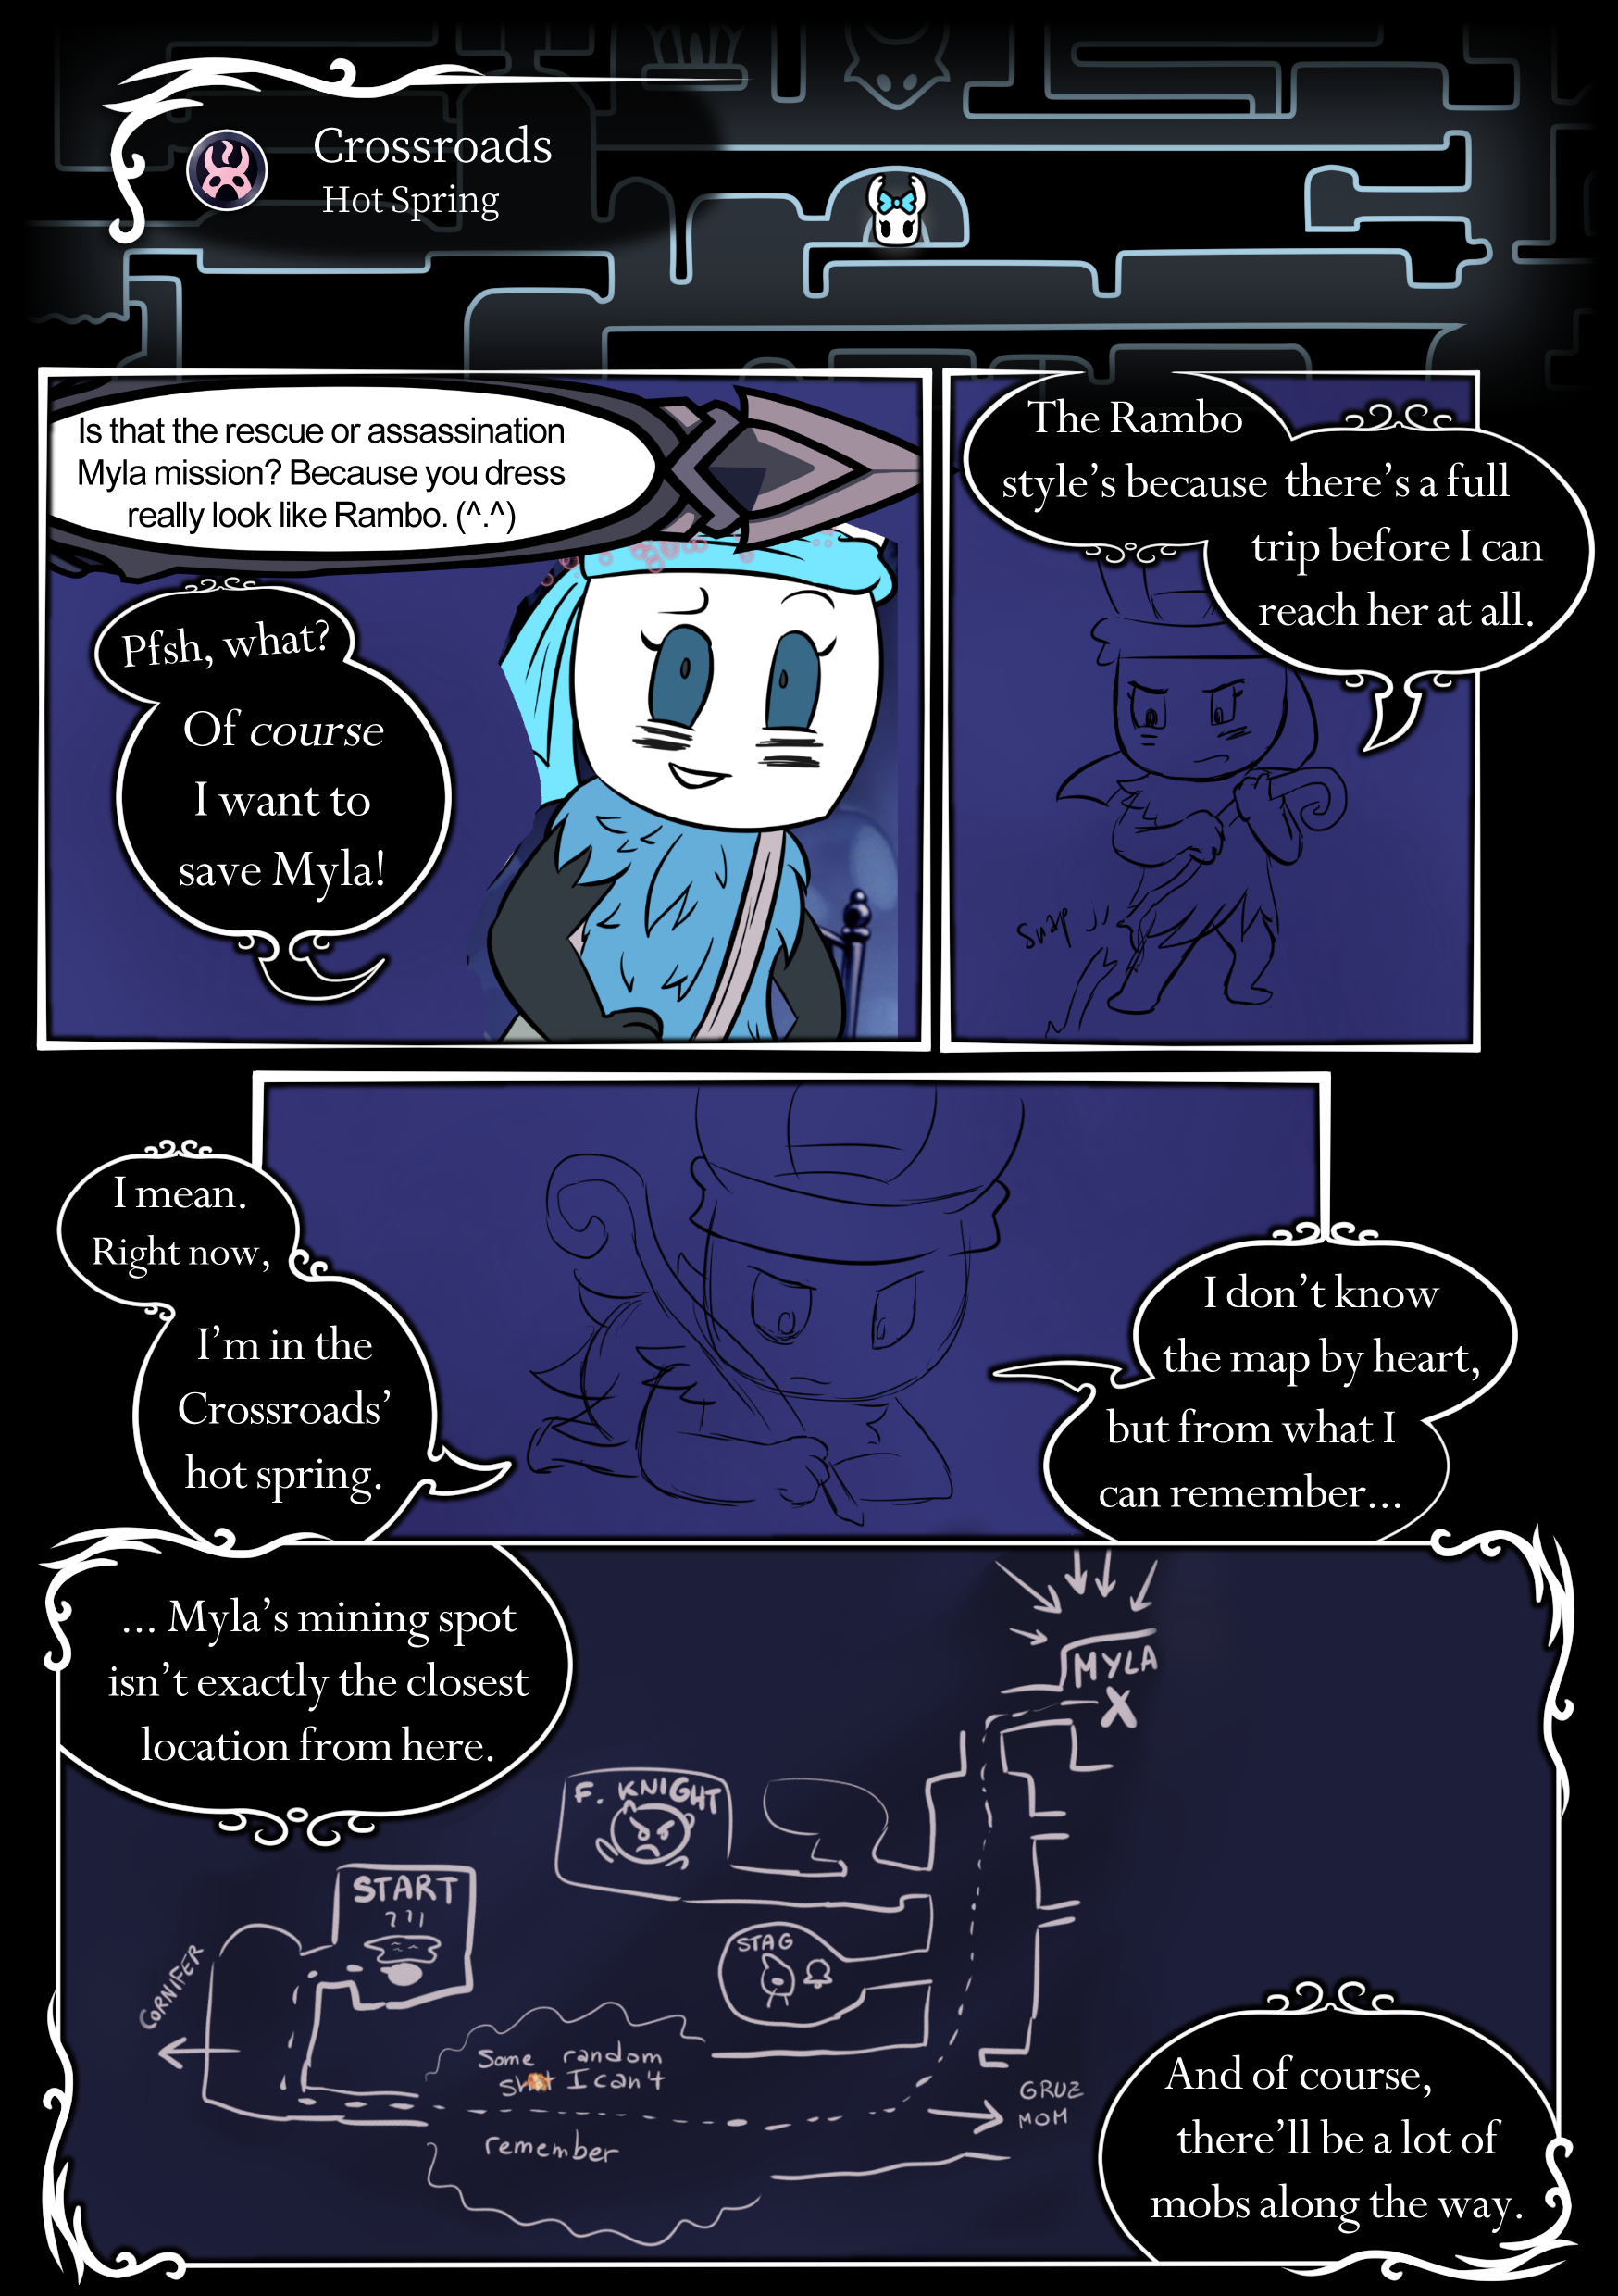 Crossroads
Hot Spring
Is that the rescue or assassination
Myla mission? Because you dress
really look like Rambo. (^.^)
Pfsh, what?
Of course
I want to
save Myla!
The Rambo
style's because
there's a full
trip before I can
reach her at all.
Snap
I mean.
Right now,
I'm in the
Crossroads'
hot spring.
I don't know
the map by heart,
but from what I
can remember...
... Myla's mining spot
isn't exactly the closest
location from here.
MYLA
X
F. KNIGHT
START
STAG
CORNIFER
Some random
I can't
remember
GRUZ
MOM
And of course,
there'll be a lot of
mobs along the way.